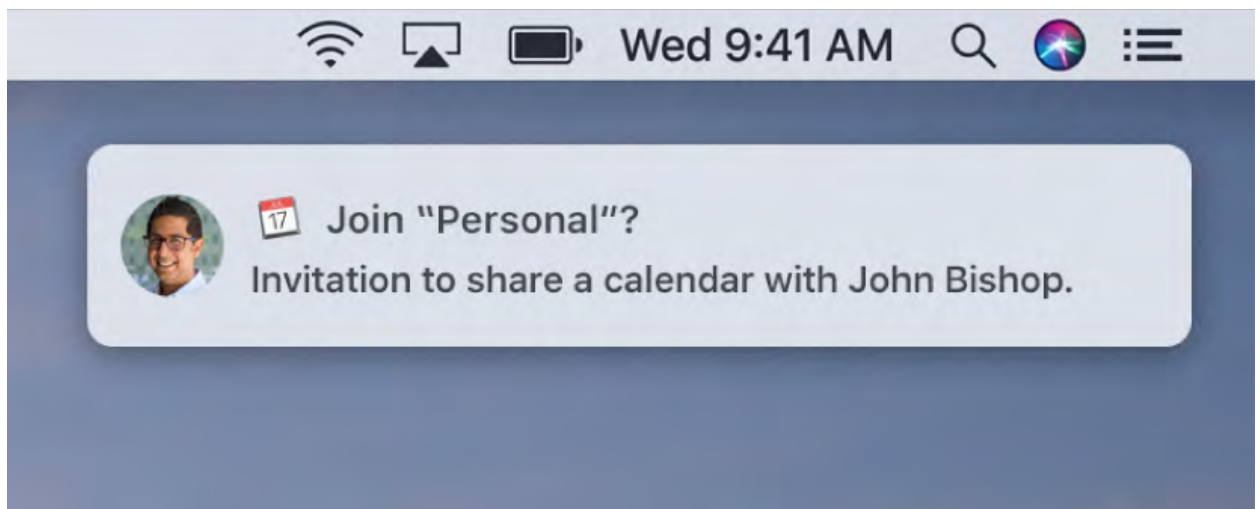 Wed 9:41 AM
17 Join "Personal"?
Invitation to share a calendar with John Bishop.